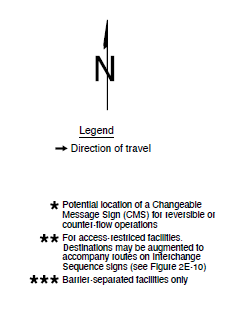 N
Legend
→ Direction of travel
* Potential location of a Changeable
Message Sign (CMS) for reversible or
counter-flow operations
** For access-restriced facilities.
Destinations may be augmented to
accompany routes on Interchange
Sequence signs (see Figure 2E-10)
*** Barrier-separated facilities only